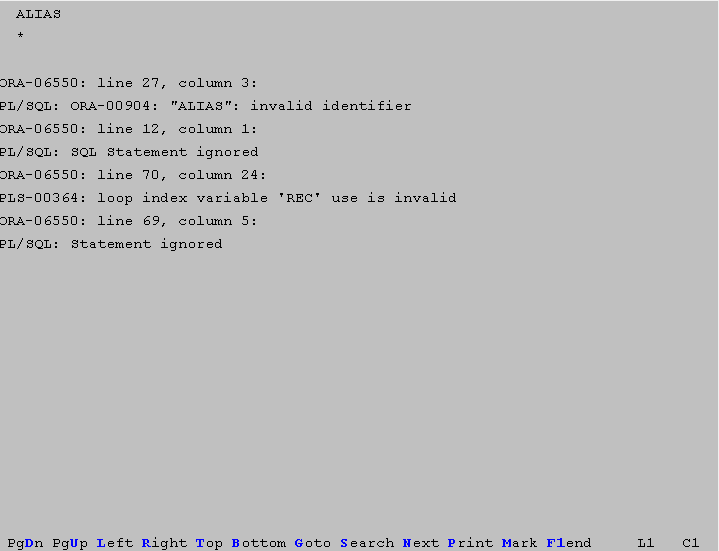 ALIAS
*
ORA-06550: line 27, column 3:
PL/SQL: ORA-00904: "ALIAS": invalid identifier
ORA-06550: line 12, column 1:
PL/SQL: SQL Statement ignored
ORA-06550: line 70, column 24:
PLS-00364: loop index variable 'REC' use is invalid
ORA-06550: line 69, column 5:
PL/SQL: Statement ignored
PgDn PgUp Left Right Top Bottom Goto Search Next Print Mark F1end L1 C1